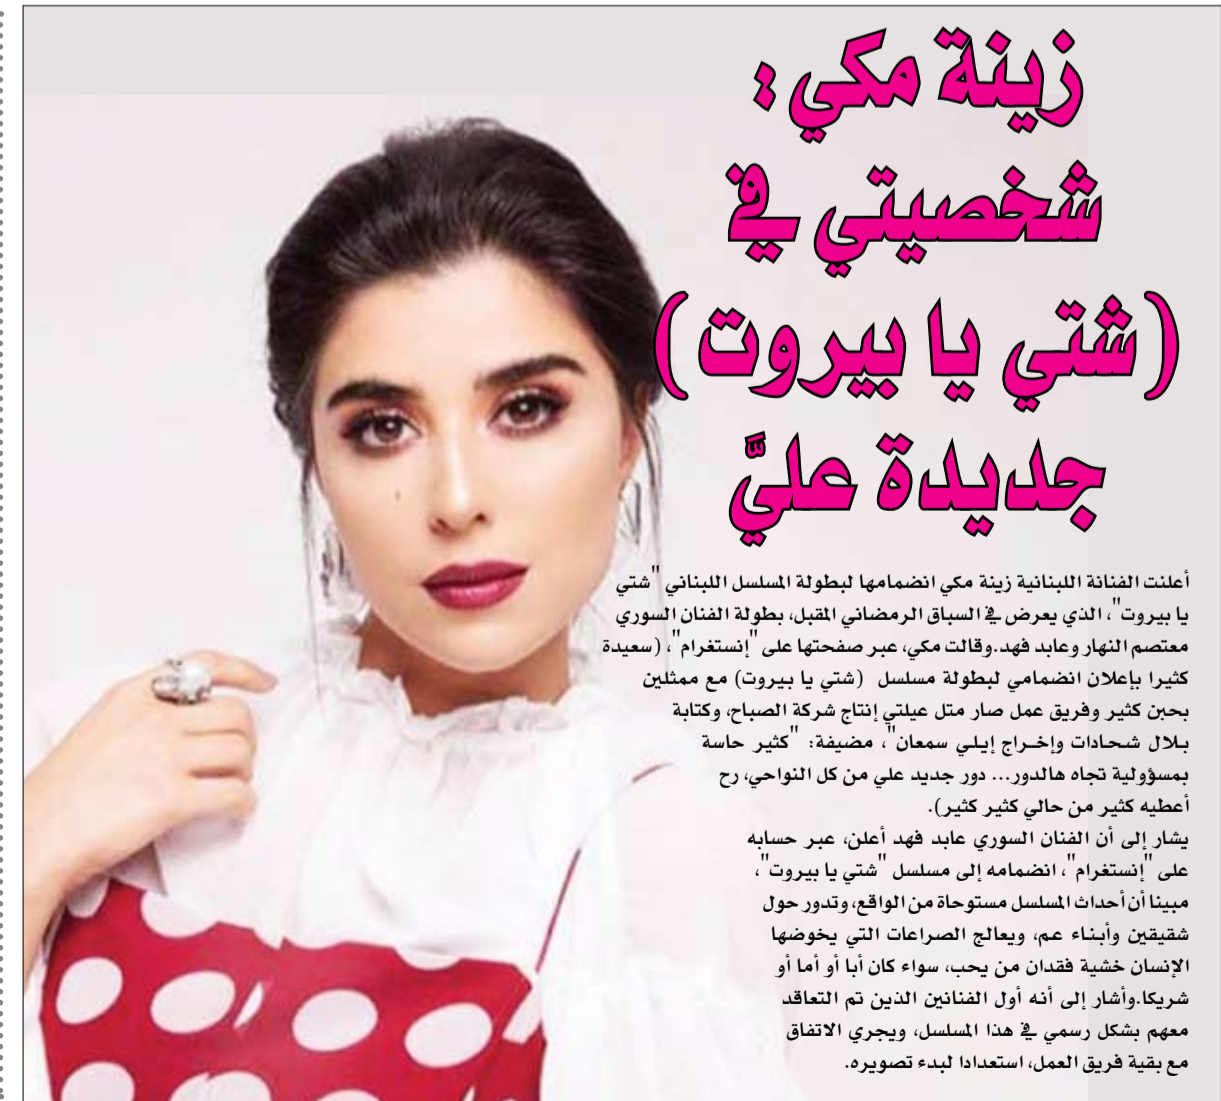 زينة مكي :
شخصيتي في
(شتي يا بيروت)
جديدة عليَّ
أعلنت الفنانة اللبنانية زينة مكي انضمامها لبطولة المسلسل اللبناني "شتي
يا بيروت"، الذي يعرض في السباق الرمضاني المقبل، بطولة الفنان السوري
معتصم النهار وعابد فهد.وقالت مكي، عبر صفحتها على "إنستغرام"، (سعيدة
كثيرا بإعلان انضمامي لبطولة مسلسل (شتي يا بيروت) مع ممثلين
بحبن كثير وفريق عمل صار متل عيلتي إنتاج شركة الصباح، وكتابة
بلال شحادات وإخراج إيلي سمعان"، مضيفة: "كثير حاسة
بمسؤولية تجاه هالدور... دور جديد علي من كل النواحي، رح
أعطيه كثير من حالي كثير كثير).
يشار إلى أن الفنان السوري عابد فهد أعلن، عبر حسابه
على "إنستغرام"، انضمامه إلى مسلسل "شتي يا بيروت"،
مبينا أن أحداث المسلسل مستوحاة من الواقع، وتدور حول
شقيقين وأبناء عم، ويعالج الصراعات التي يخوضها
الإنسان خشية فقدان من يحب، سواء كان أبا أو أما أو
شريكا.وأشار إلى أنه أول الفنانين الذين تم التعاقد
معهم بشكل رسمي في هذا المسلسل، ويجري الاتفاق
مع بقية فريق العمل، استعدادا لبدء تصويره.